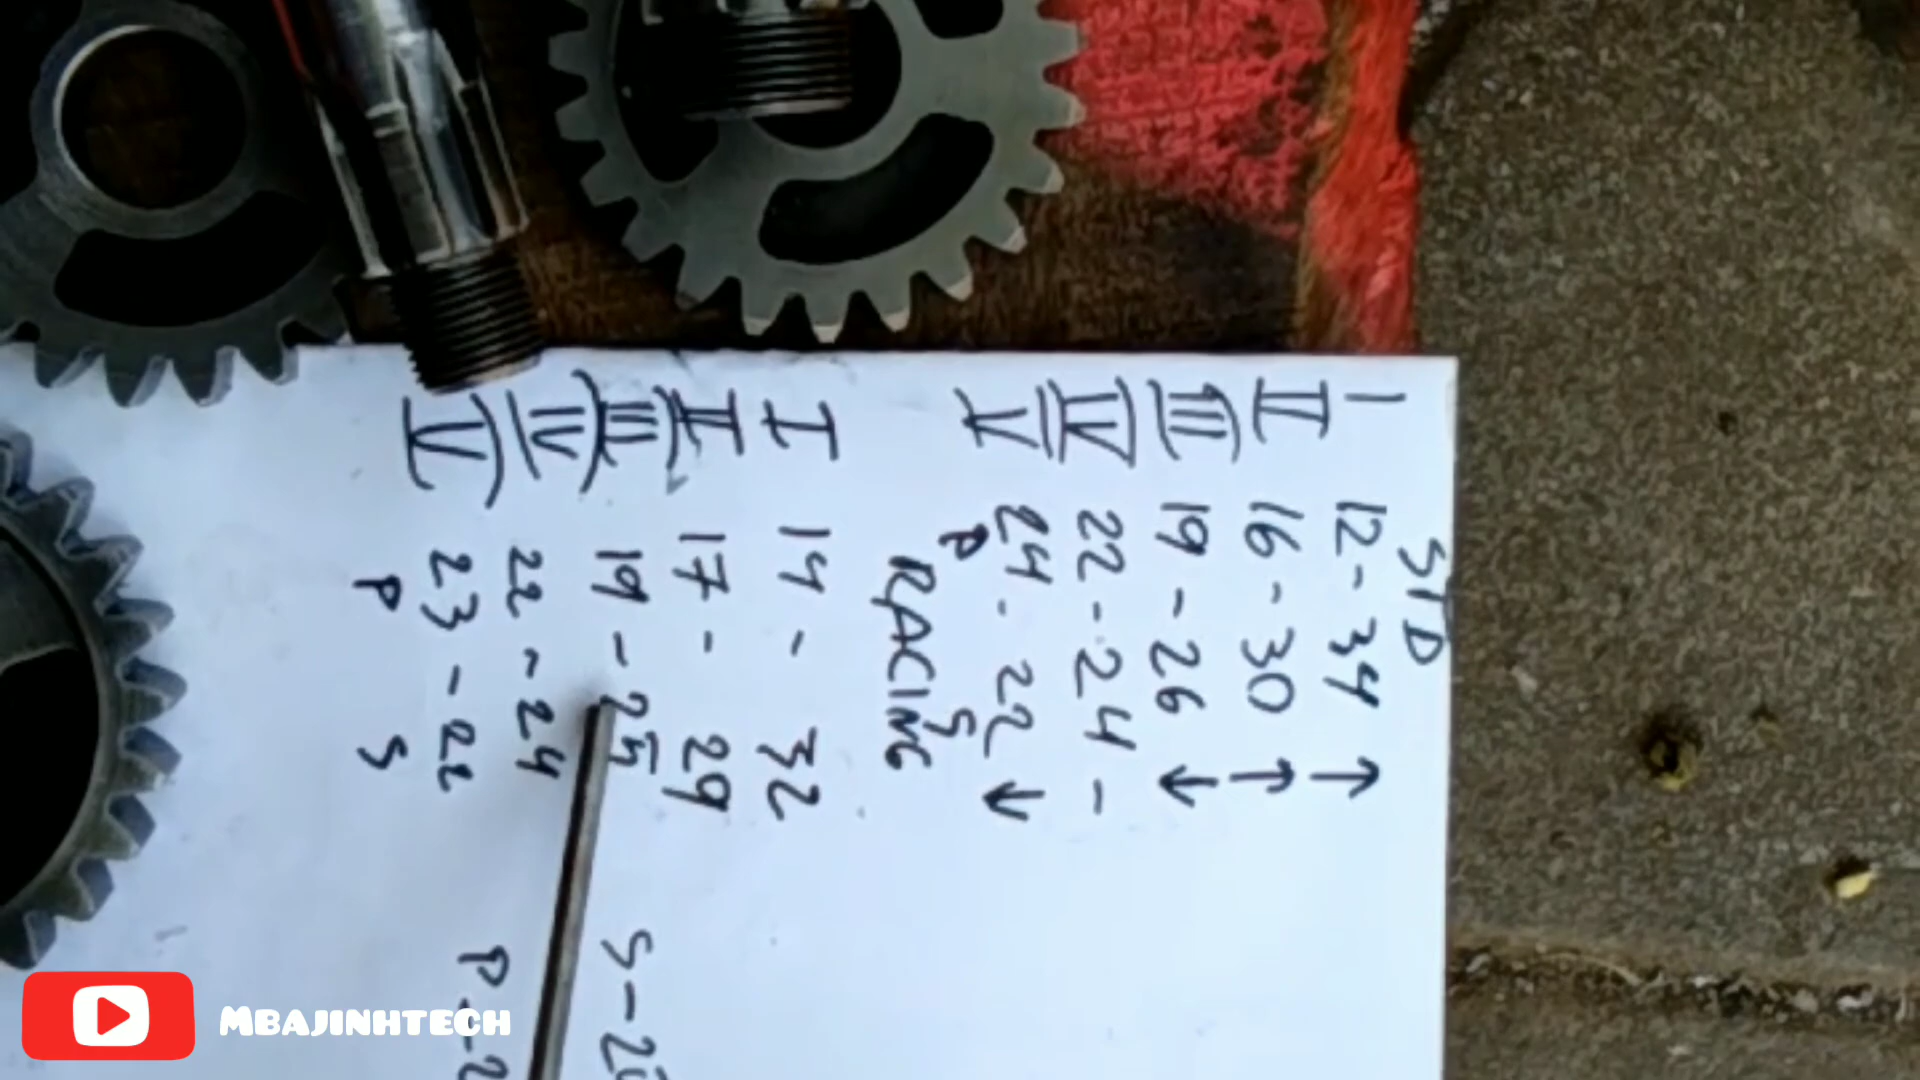 STD
I 12 - 34 ↑
II 16 - 30 ↑
III 19 - 26 ↓
IV 22 - 24 -
V 24 - 22 ↓
P S
RACING
I 14 - 32
II 17 - 29
III 19 - 25
IV 22 - 24
V 23 - 22
P S
S - 2
P - 2
MBAJINHTECH